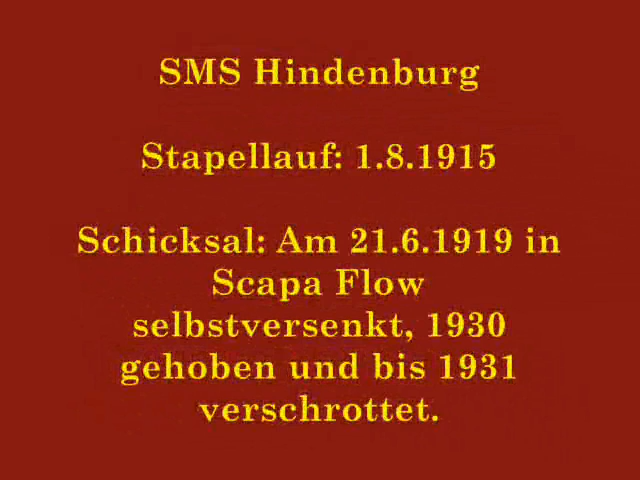 SMS Hindenburg
Stapellauf: 1.8.1915
Schicksal: Am 21.6.1919 in
Scapa Flow
selbstversenkt, 1930
gehoben und bis 1931
verschrottet.